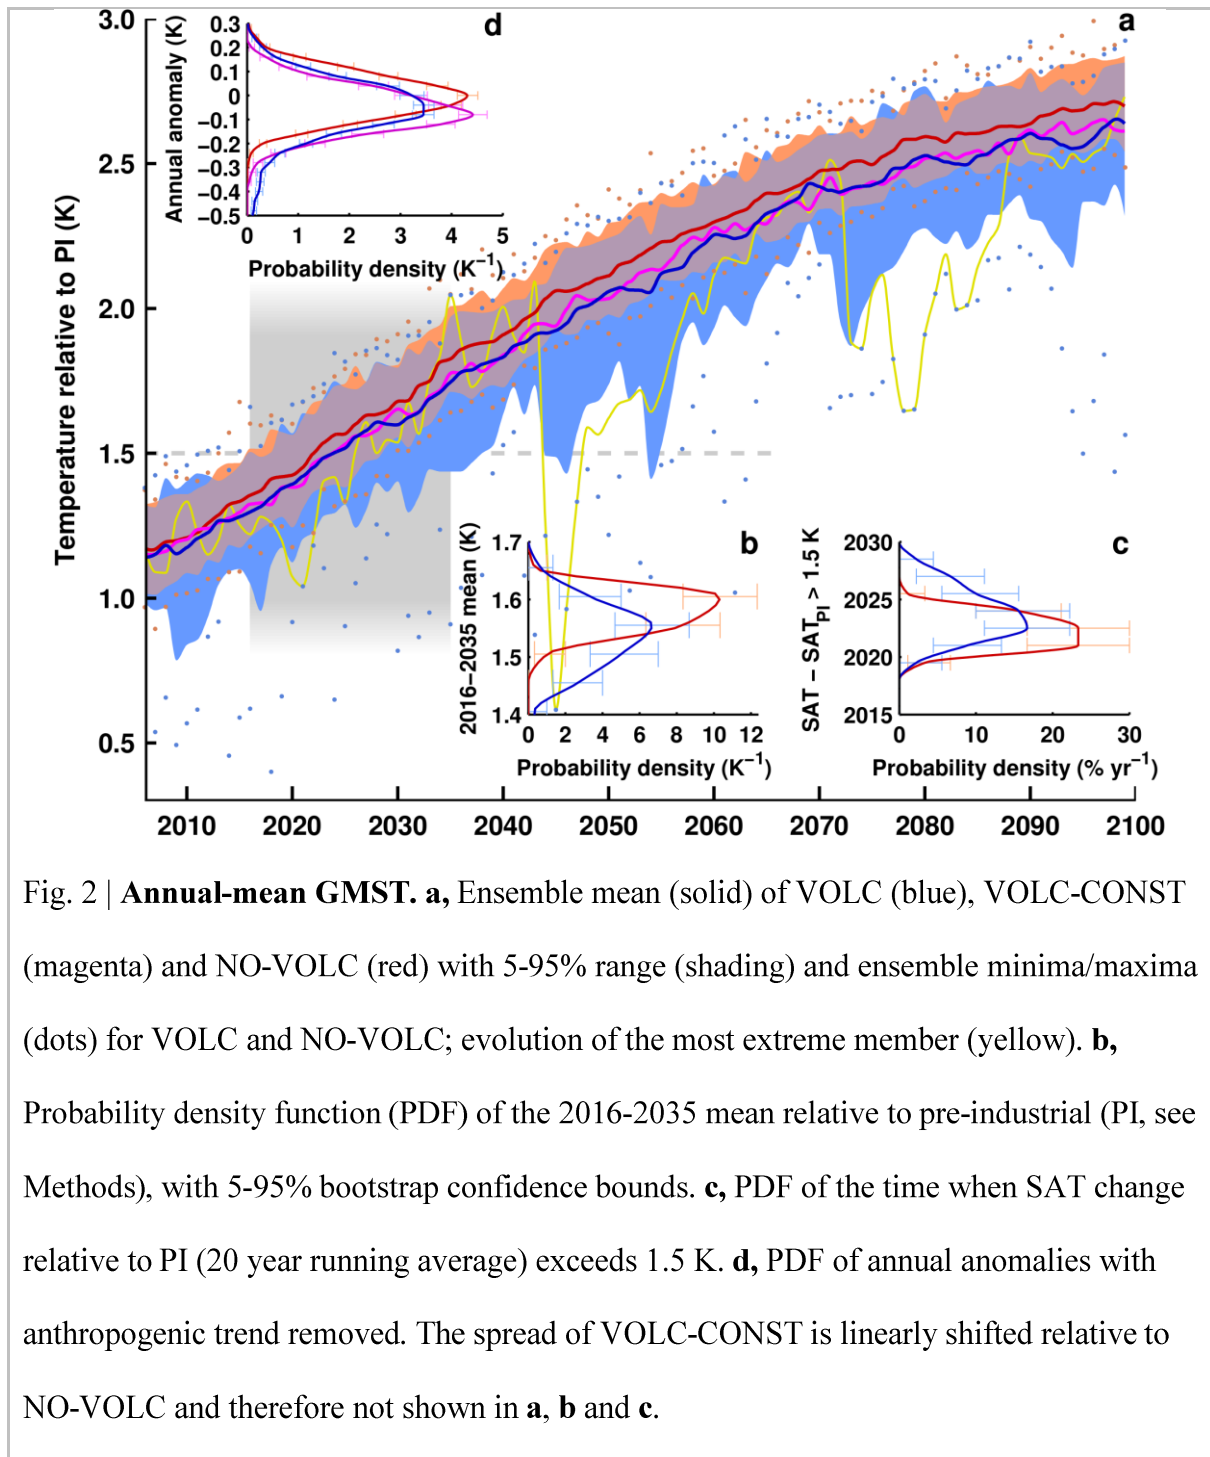 a
Temperature relative to PI (K)
3.0
2.5
2.0
1.5
1.0
0.5
2010 2020 2030 2040 2050 2060 2070 2080 2090 2100
d
Annual anomaly (K)
0.3
0.2
0.1
0
−0.1
−0.2
−0.3
−0.4
−0.5
0 1 2 3 4 5
Probability density (K−1)
b
2016−2035 mean (K)
1.7
1.6
1.5
1.4
0 2 4 6 8 10 12
Probability density (K−1)
c
SAT − SATPI > 1.5 K
2030
2025
2020
2015
0 10 20 30
Probability density (% yr−1)
Fig. 2 | Annual-mean GMST. a, Ensemble mean (solid) of VOLC (blue), VOLC-CONST
(magenta) and NO-VOLC (red) with 5-95% range (shading) and ensemble minima/maxima
(dots) for VOLC and NO-VOLC; evolution of the most extreme member (yellow). b,
Probability density function (PDF) of the 2016-2035 mean relative to pre-industrial (PI, see
Methods), with 5-95% bootstrap confidence bounds. c, PDF of the time when SAT change
relative to PI (20 year running average) exceeds 1.5 K. d, PDF of annual anomalies with
anthropogenic trend removed. The spread of VOLC-CONST is linearly shifted relative to
NO-VOLC and therefore not shown in a, b and c.